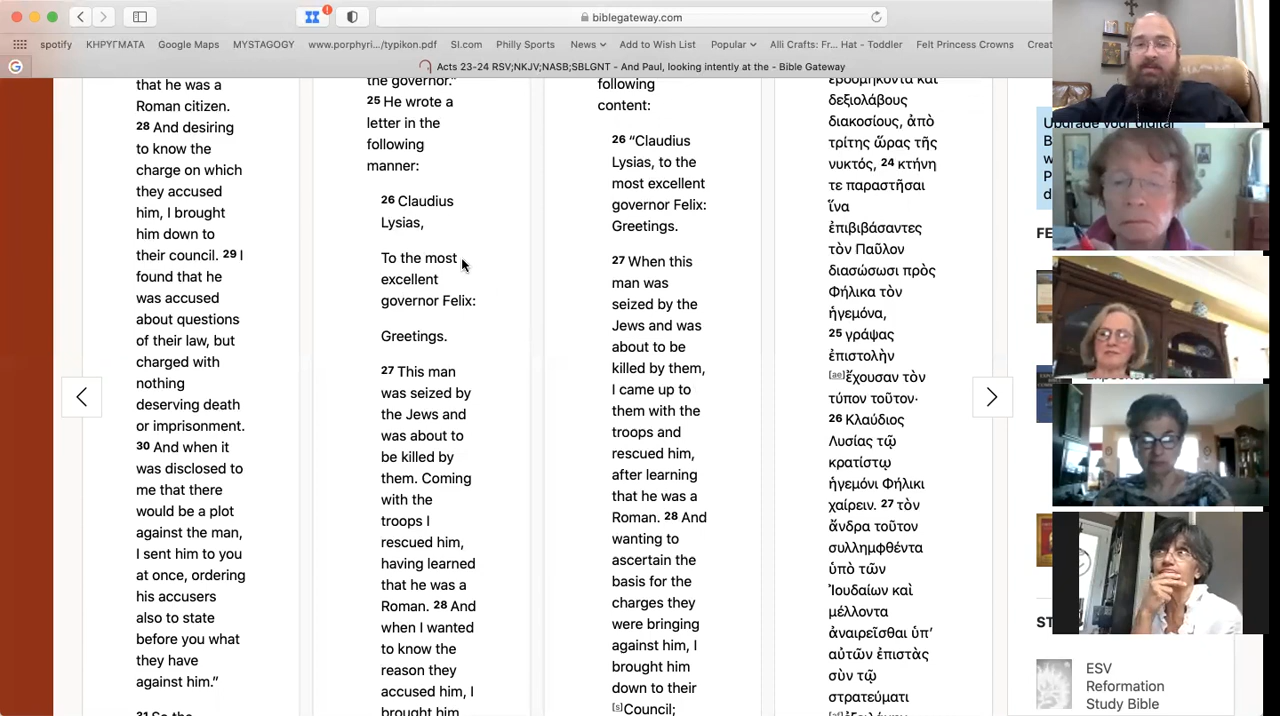 biblegateway.com
spotify
ΚΗΡΥΓΜΑΤΑ
Google Maps
MYSTAGOGY
www.porphyri.../typikon.pdf
SI.com
Philly Sports
News
Add to Wish List
Popular
Alli Crafts: Fr... Hat - Toddler
Felt Princess Crowns
Creat
G
Acts 23-24 RSV;NKJV;NASB;SBLGNT - And Paul, looking intently at the - Bible Gateway
that he was a
Roman citizen.
28 And desiring
to know the
charge on which
they accused
him, I brought
him down to
their council. 29 I
found that he
was accused
about questions
of their law, but
charged with
nothing
deserving death
or imprisonment.
30 And when it
was disclosed to
me that there
would be a plot
against the man,
I sent him to you
at once, ordering
his accusers
also to state
before you what
they have
against him.”
31 So the
the governor.”
25 He wrote a
letter in the
following
manner:
26 Claudius
Lysias,
To the most
excellent
governor Felix:
Greetings.
27 This man
was seized by
the Jews and
was about to
be killed by
them. Coming
with the
troops I
rescued him,
having learned
that he was a
Roman. 28 And
when I wanted
to know the
reason they
accused him, I
brought him
following
content:
26 “Claudius
Lysias, to the
most excellent
governor Felix:
Greetings.
27 When this
man was
seized by the
Jews and was
about to be
killed by them,
I came up to
them with the
troops and
rescued him,
after learning
that he was a
Roman. 28 And
wanting to
ascertain the
basis for the
charges they
were bringing
against him, I
brought him
down to their
[s]Council;
ἑβδομήκοντα καὶ
δεξιολάβους
διακοσίους, ἀπὸ
τρίτης ὥρας τῆς
νυκτός, 24 κτήνη
τε παραστῆσαι
ἵνα
ἐπιβιβάσαντες
τὸν Παῦλον
διασώσωσι πρὸς
Φήλικα τὸν
ἡγεμόνα,
25 γράψας
ἐπιστολὴν
[ae]ἔχουσαν τὸν
τύπον τοῦτον·
26 Κλαύδιος
Λυσίας τῷ
κρατίστῳ
ἡγεμόνι Φήλικι
χαίρειν. 27 τὸν
ἄνδρα τοῦτον
συλλημφθέντα
ὑπὸ τῶν
Ἰουδαίων καὶ
μέλλοντα
ἀναιρεῖσθαι ὑπ’
αὐτῶν ἐπιστὰς
σὺν τῷ
στρατεύματι
Upgrade your digital
B
w
P
d
FE
ST
ESV
Reformation
Study Bible